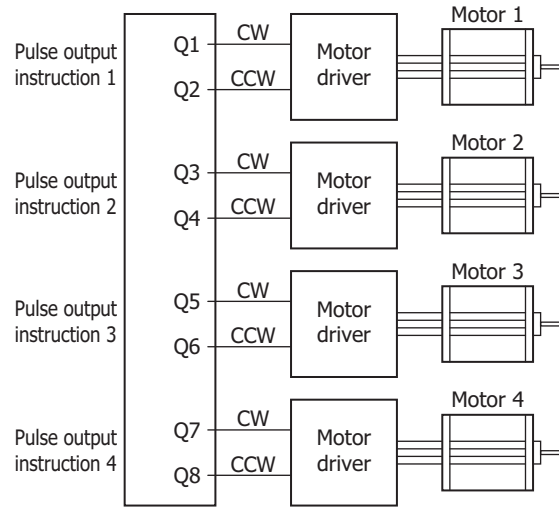 Motor 1
Pulse output
instruction 1
Q1
CW
Q2
CCW
Motor
driver
Motor 2
Pulse output
instruction 2
Q3
CW
Q4
CCW
Motor
driver
Motor 3
Pulse output
instruction 3
Q5
CW
Q6
CCW
Motor
driver
Motor 4
Pulse output
instruction 4
Q7
CW
Q8
CCW
Motor
driver